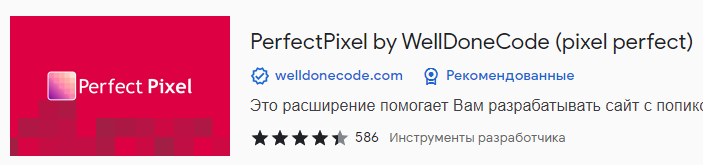 Perfect Pixel
PerfectPixel by WellDoneCode (pixel perfect)
welldonecode.com Рекомендованные
Это расширение помогает Вам разрабатывать сайт с
586 Инструменты разработчика